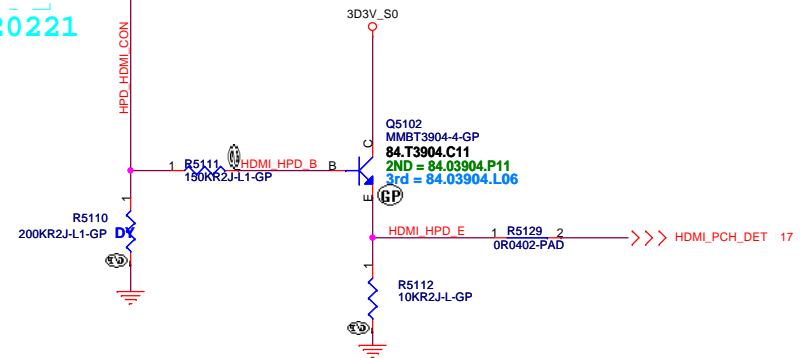 20221
3D3V_S0
HPD_HDMI_CON
Q5102
MMBT3904-4-GP
84.T3904.C11
2ND = 84.03904.P11
3rd = 84.03904.L06
C
B
E
GP
1
R5111
HDMI_HPD_B
150KR2J-L1-GP
1
R5110
200KR2J-L1-GP
DY
HDMI_HPD_E
1
R5129
2
0R0402-PAD
HDMI_PCH_DET 17
1
R5112
10KR2J-L-GP